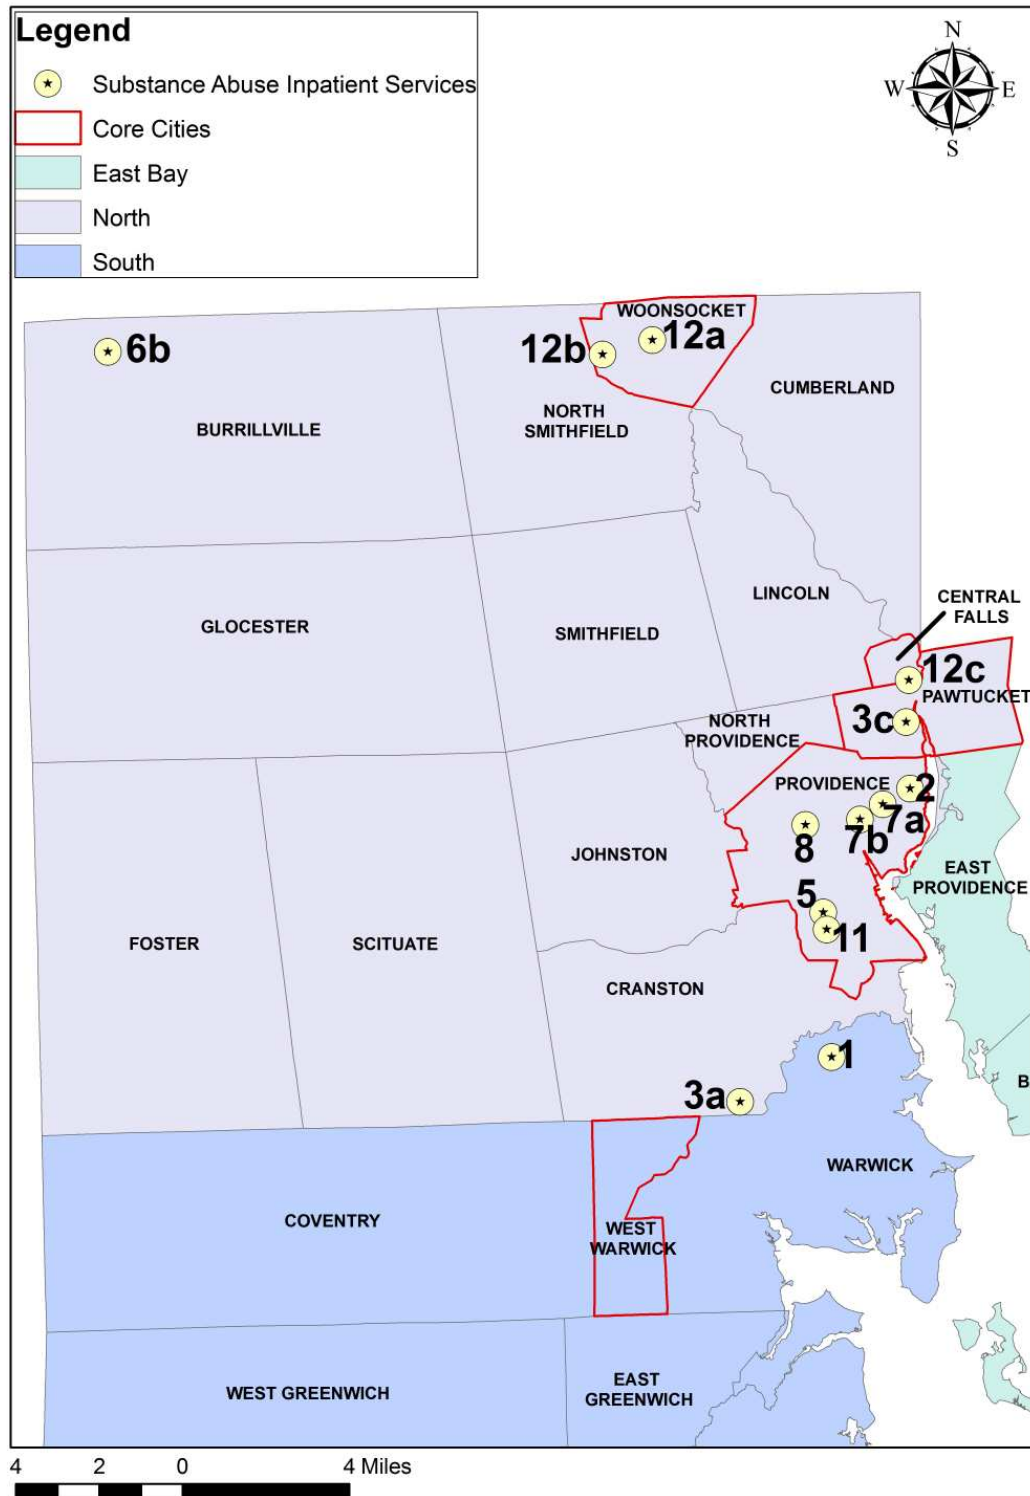 Legend
Substance Abuse Inpatient Services
Core Cities
East Bay
North
South
N
W
E
S
WOONSOCKET
6b
12b
12a
CUMBERLAND
NORTH
SMITHFIELD
BURRILLVILLE
LINCOLN
CENTRAL
FALLS
GLOCESTER
SMITHFIELD
12c
PAWTUCKET
3c
NORTH
PROVIDENCE
PROVIDENCE
2
7a
7b
8
JOHNSTON
EAST
PROVIDENCE
5
11
FOSTER
SCITUATE
CRANSTON
1
B
3a
WARWICK
COVENTRY
WEST
WARWICK
WEST GREENWICH
EAST
GREENWICH
4 2 0 4 Miles